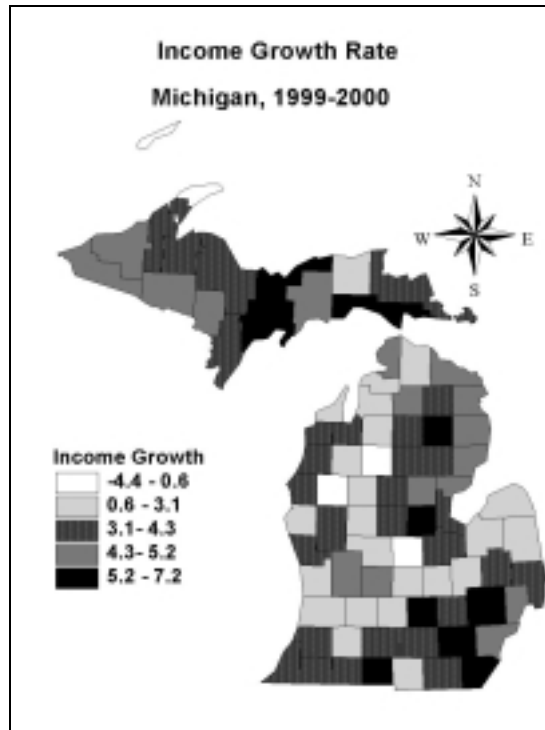 Income Growth Rate
Michigan, 1999-2000
N
W E
S
Income Growth
-4.4 - 0.6
0.6 - 3.1
3.1- 4.3
4.3- 5.2
5.2 - 7.2